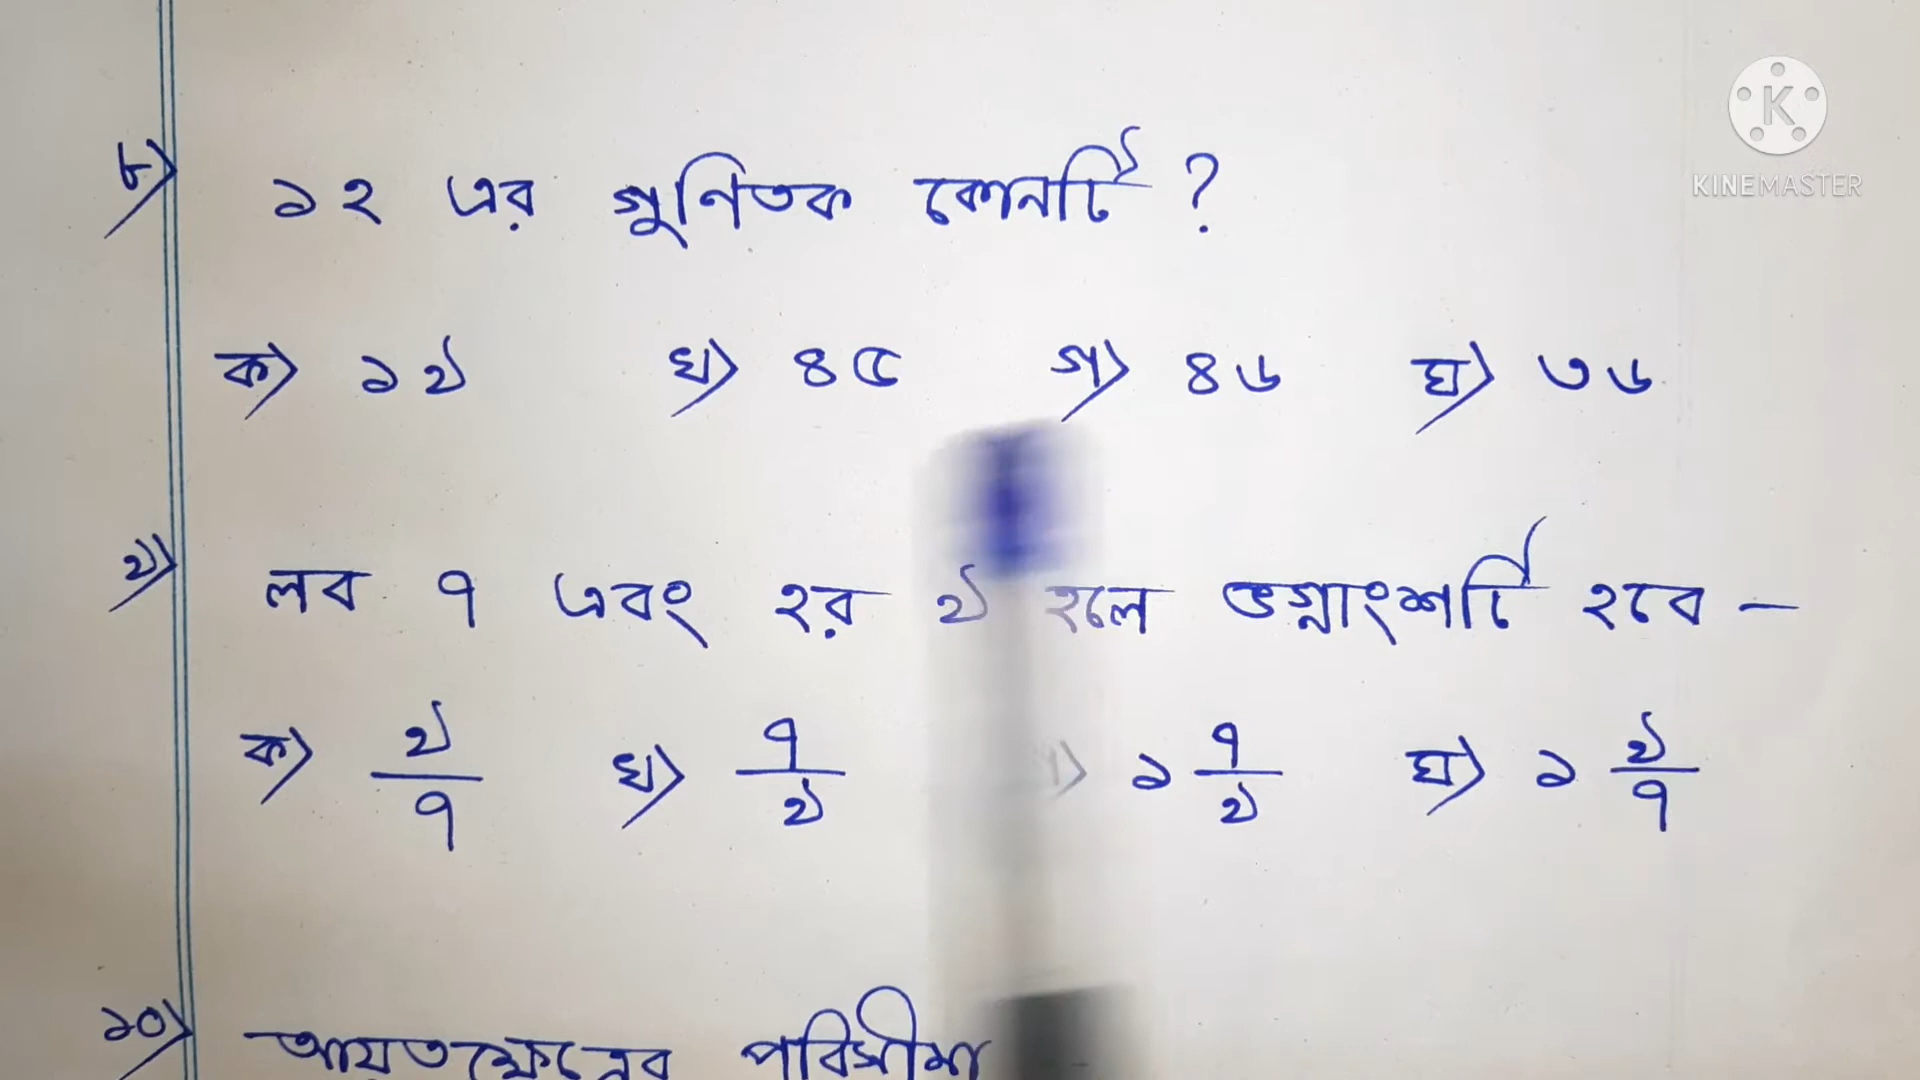 KINEMASTER
৮) ১২ এর গুণিতক কোনটি ?
ক) ১৯ খ) ৪৫ গ) ৪৬ ঘ) ৩৬
৯) লব ৭ এবং হর ৯ হলে ভগ্নাংশটি হবে —
ক) ৯/৭ খ) ৭/৯ গ) ১ ৭/৯ ঘ) ১ ৯/৭
১০) আয়তক্ষেত্রের পরিসীমা